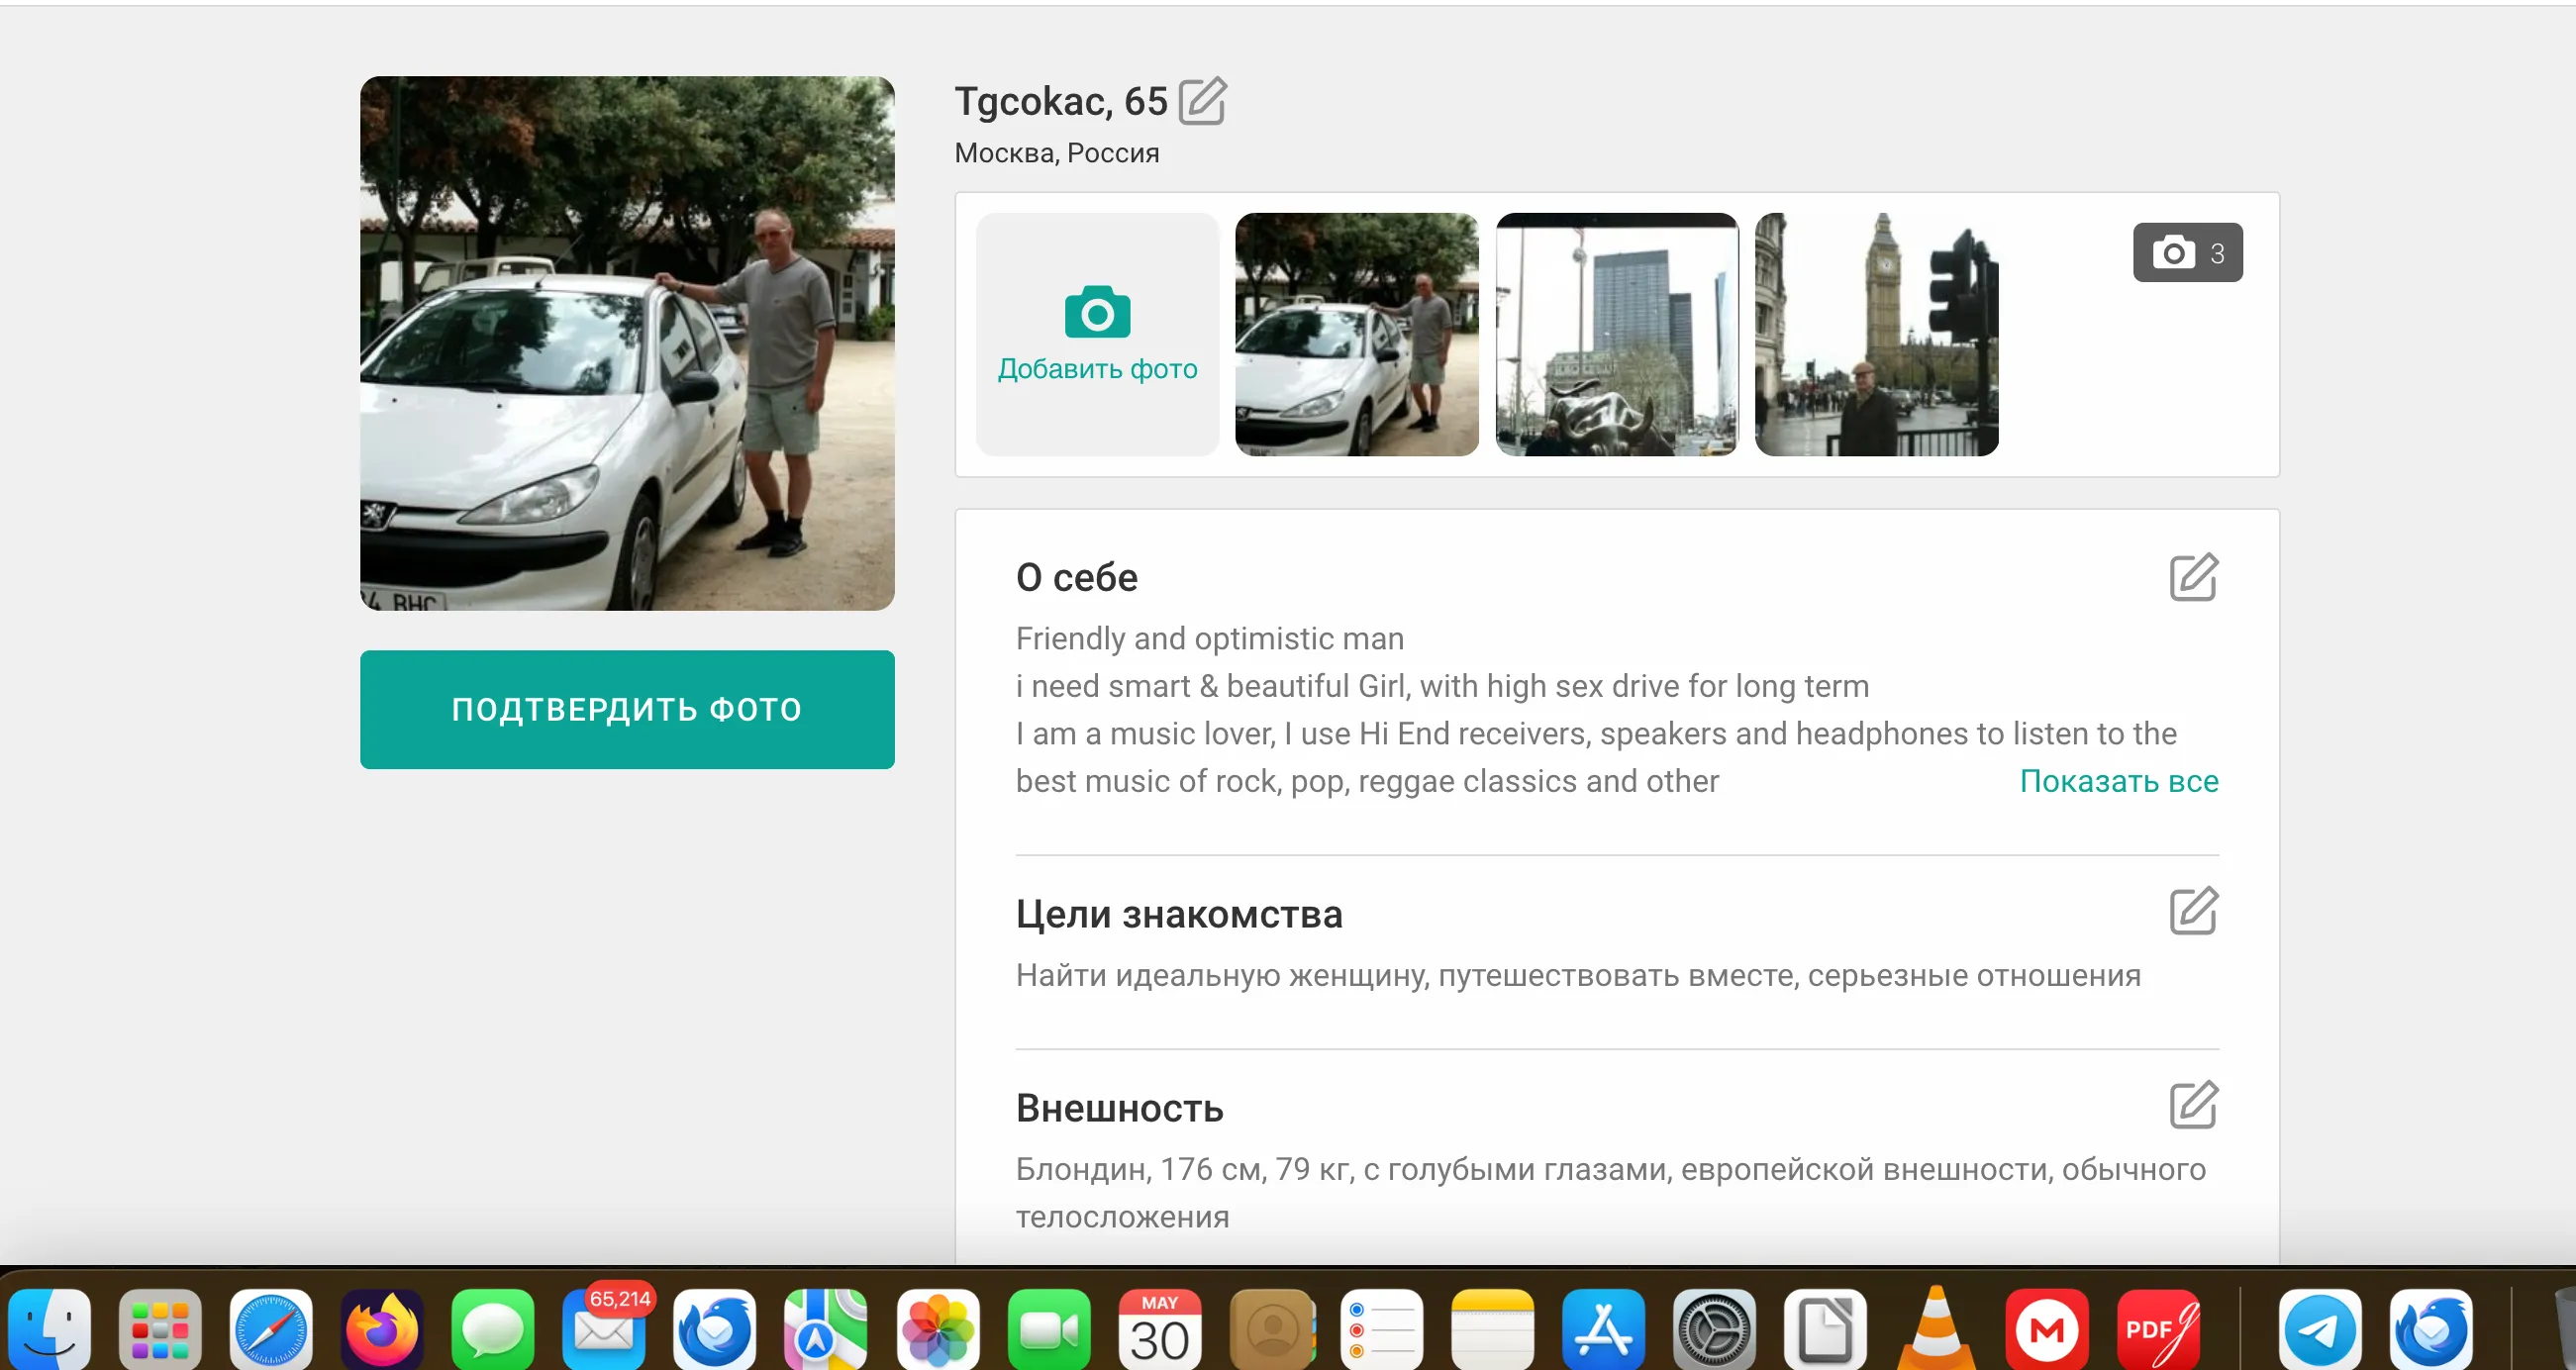 Tgcokac, 65
Москва, Россия
Добавить фото
3
34 BHC
ПОДТВЕРДИТЬ ФОТО
О себе
Friendly and optimistic man
i need smart & beautiful Girl, with high sex drive for long term
I am a music lover, I use Hi End receivers, speakers and headphones to listen to the
best music of rock, pop, reggae classics and other
Показать все
Цели знакомства
Найти идеальную женщину, путешествовать вместе, серьезные отношения
Внешность
Блондин, 176 см, 79 кг, с голубыми глазами, европейской внешности, обычного
телосложения
65,214
MAY
30
PDF